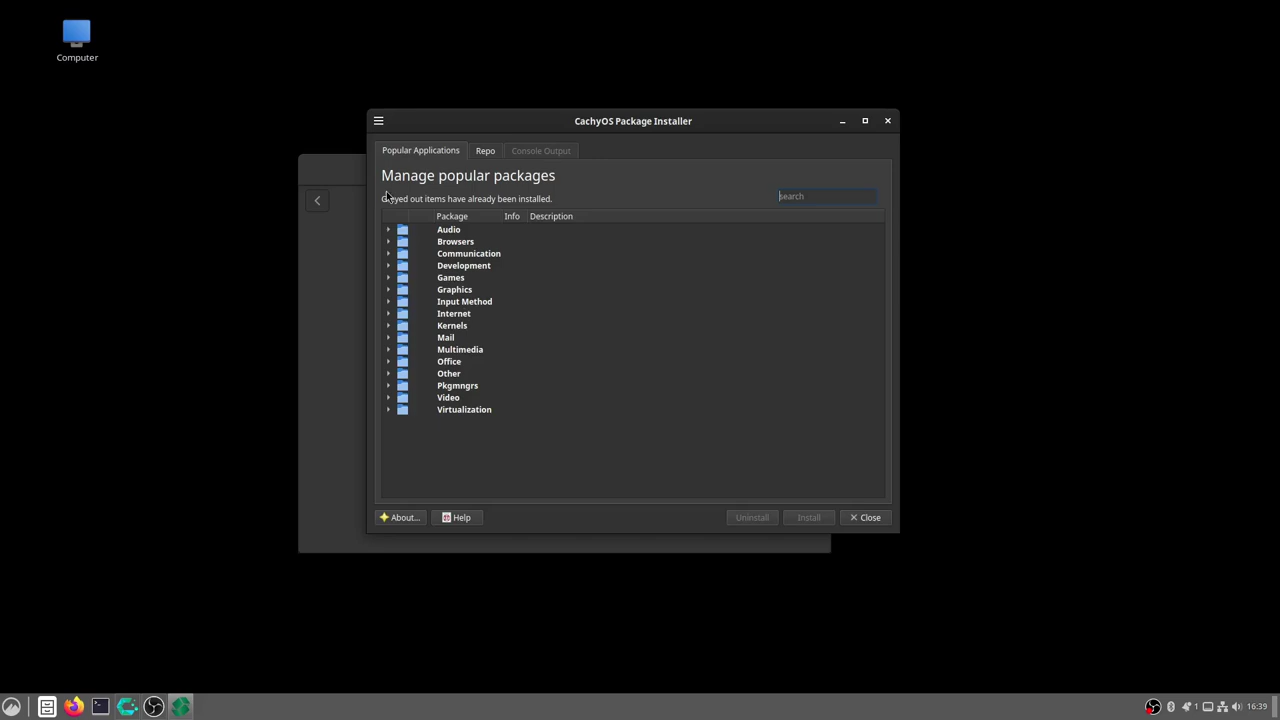 Computer
CachyOS Package Installer
Popular Applications
Repo
Console Output
Manage popular packages
Greyed out items have already been installed.
search
Package Info Description
Audio
Browsers
Communication
Development
Games
Graphics
Input Method
Internet
Kernels
Mail
Multimedia
Office
Other
Pkgmngrs
Video
Virtualization
About...
Help
Uninstall
Install
Close
1
16:39